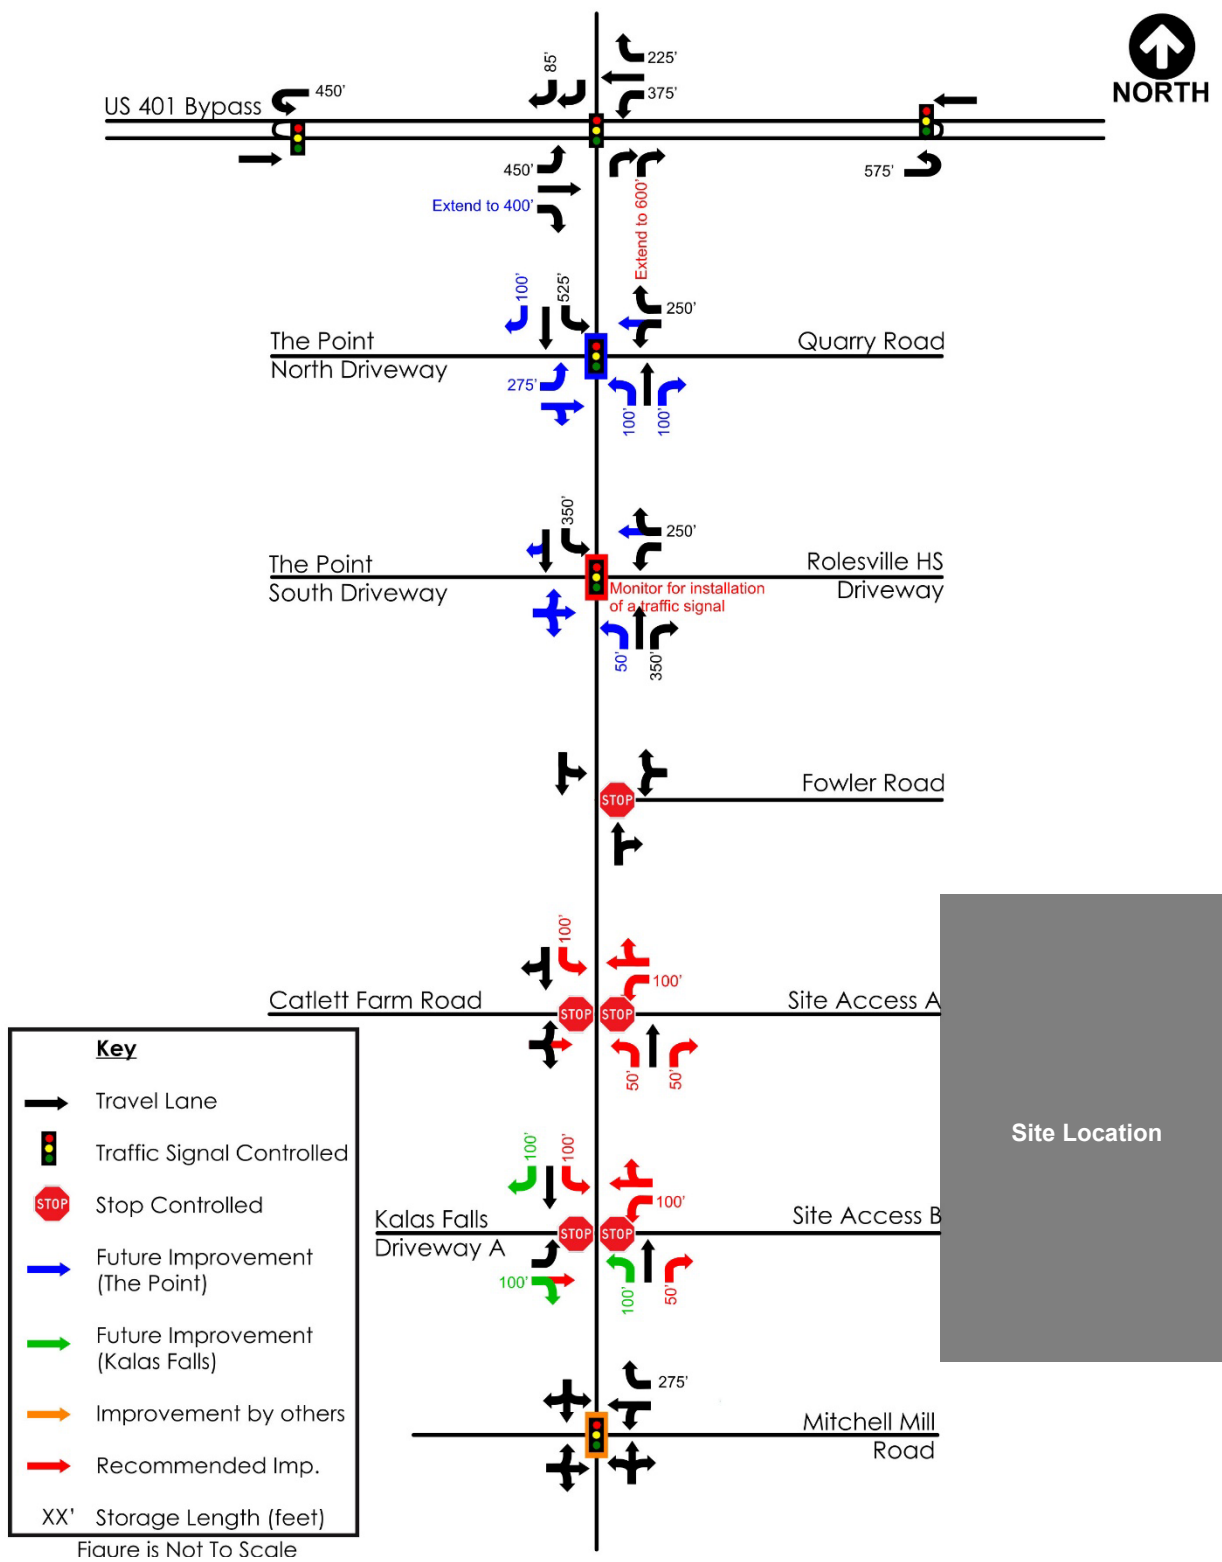 225'
85'
NORTH
US 401 Bypass
450'
375'
450'
575'
Extend to 400'
Extend to 600'
100'
525'
250'
The Point
North Driveway
Quarry Road
275'
100'
100'
350'
250'
The Point
South Driveway
Rolesville HS
Driveway
Monitor for installation
of a traffic signal
50'
350'
Fowler Road
STOP
100'
100'
Catlett Farm Road
STOP
STOP
Site Access A
50'
50'
Key
Travel Lane
Traffic Signal Controlled
STOP
Stop Controlled
Future Improvement
(The Point)
Future Improvement
(Kalas Falls)
Improvement by others
Recommended Imp.
XX' Storage Length (feet)
Figure is Not To Scale
Site Location
100'
100'
100'
Kalas Falls
Driveway A
STOP
STOP
Site Access B
100'
100'
50'
275'
Mitchell Mill
Road